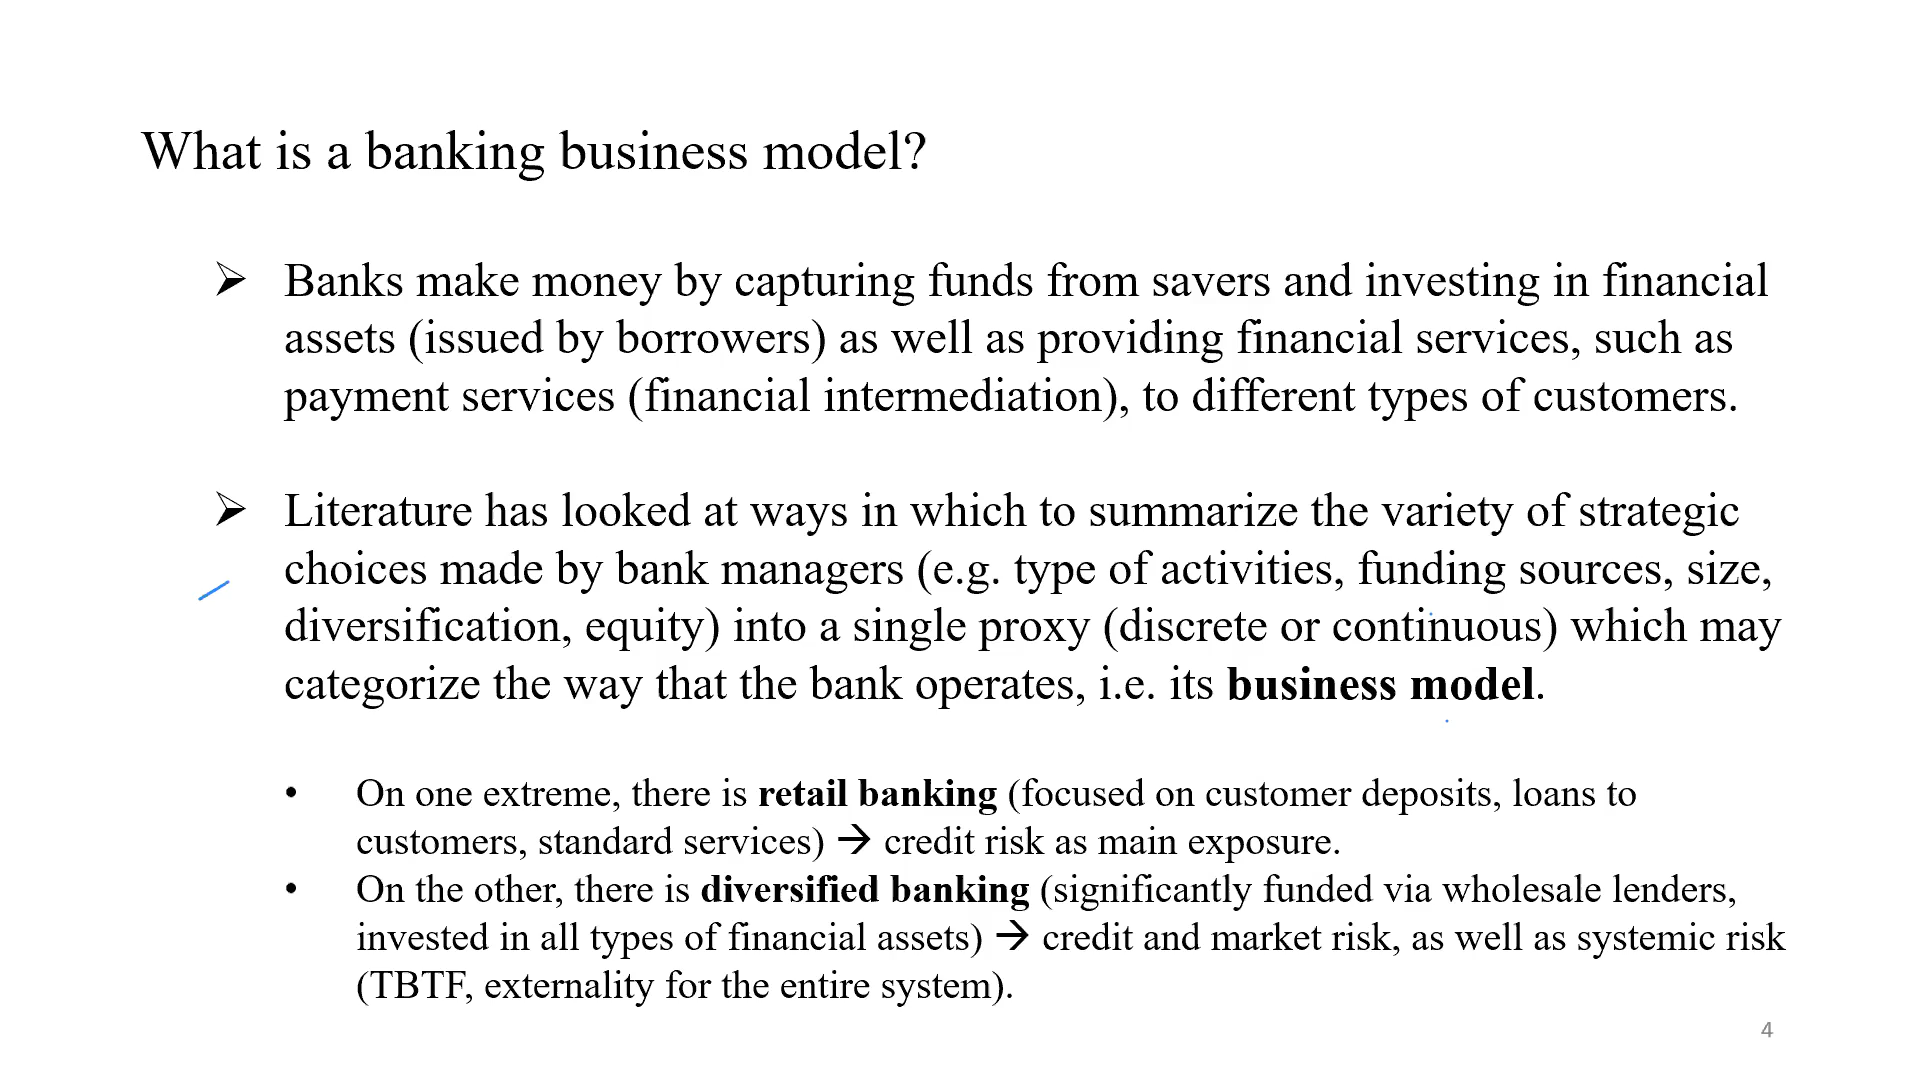 What is a banking business model?
➢ Banks make money by capturing funds from savers and investing in financial
assets (issued by borrowers) as well as providing financial services, such as
payment services (financial intermediation), to different types of customers.
➢ Literature has looked at ways in which to summarize the variety of strategic
choices made by bank managers (e.g. type of activities, funding sources, size,
diversification, equity) into a single proxy (discrete or continuous) which may
categorize the way that the bank operates, i.e. its business model.
• On one extreme, there is retail banking (focused on customer deposits, loans to
customers, standard services) → credit risk as main exposure.
• On the other, there is diversified banking (significantly funded via wholesale lenders,
invested in all types of financial assets) → credit and market risk, as well as systemic risk
(TBTF, externality for the entire system).
4